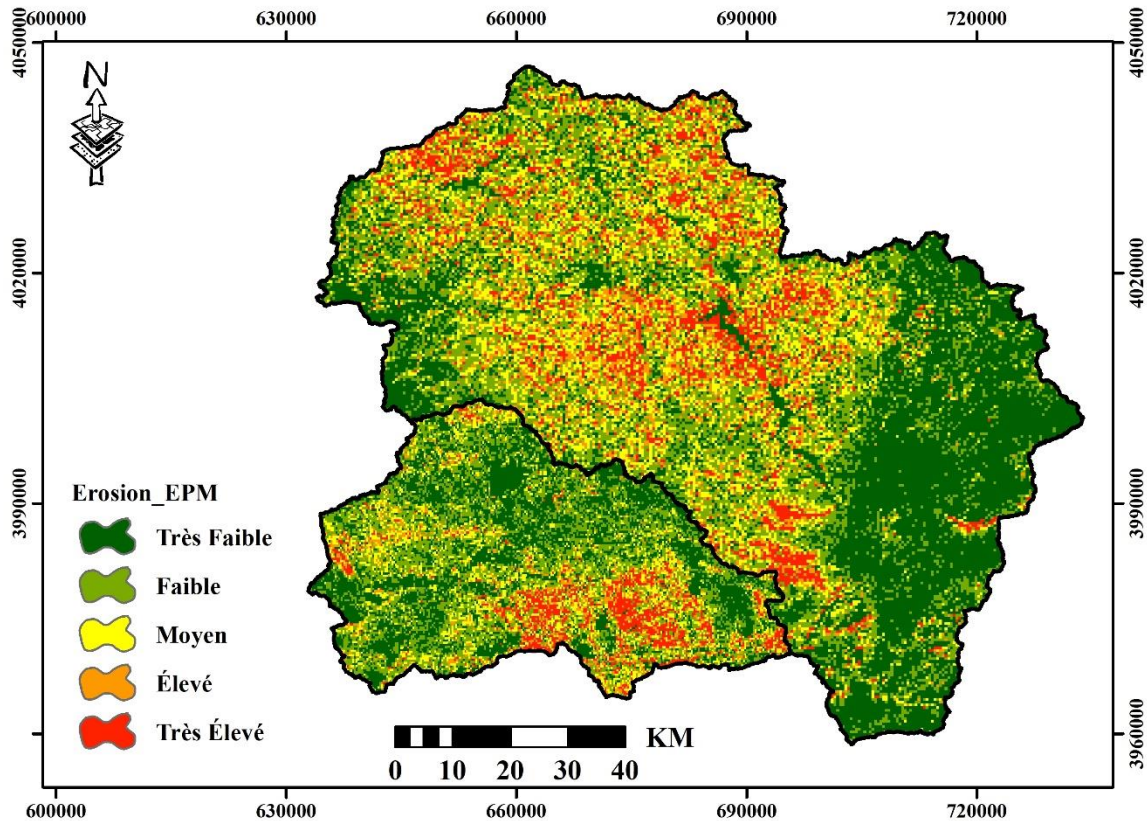 600000 630000 660000 690000 720000
4050000 4050000
N
4020000 4020000
3990000 3990000
Erosion_EPM
Très Faible
Faible
Moyen
Élevé
Très Élevé
3960000 3960000
KM
0 10 20 30 40
600000 630000 660000 690000 720000